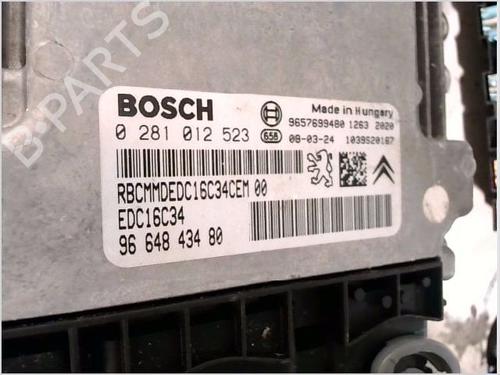 B-PARTS
BOSCH
0 281 012 523
658
Made in Hungary
9657699480 1263 2020
08-03-24 1039S20167
RBCMMDEDC16C34CEM 00
EDC16C34
96 648 434 80